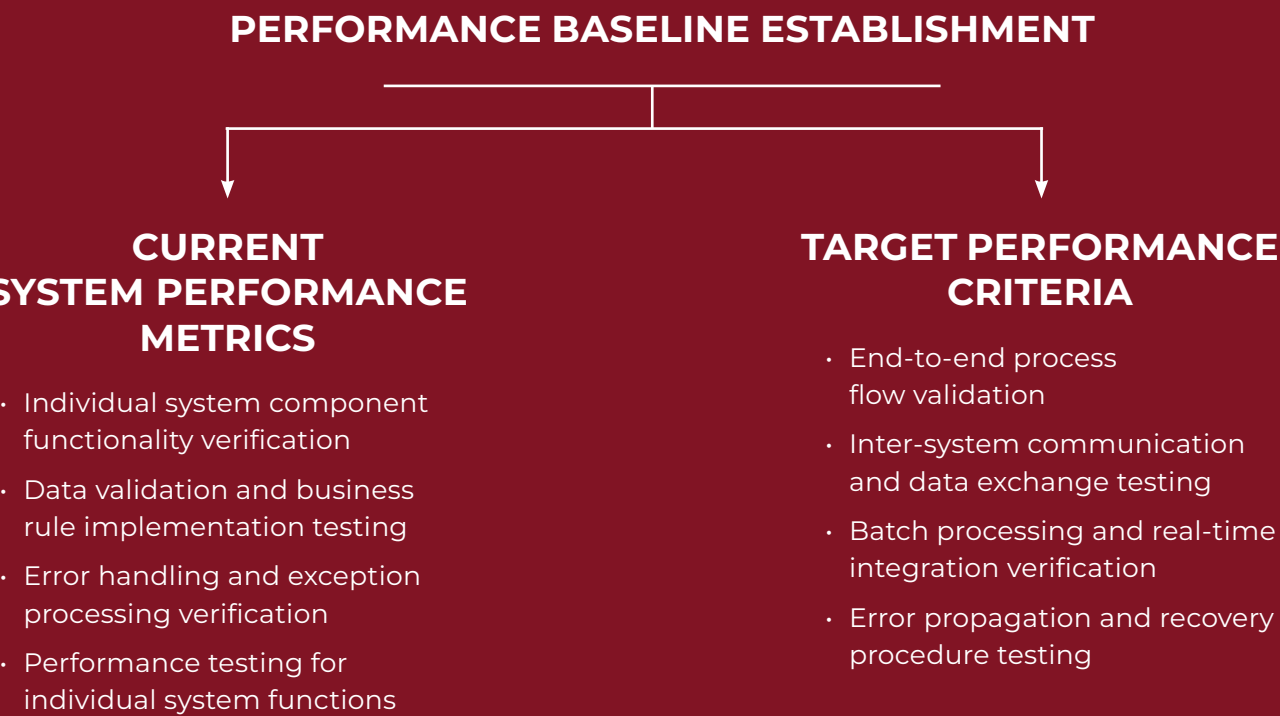 PERFORMANCE BASELINE ESTABLISHMENT
CURRENT
SYSTEM PERFORMANCE
METRICS
· Individual system component
functionality verification
· Data validation and business
rule implementation testing
· Error handling and exception
processing verification
· Performance testing for
individual system functions
TARGET PERFORMANCE
CRITERIA
· End-to-end process
flow validation
· Inter-system communication
and data exchange testing
· Batch processing and real-time
integration verification
· Error propagation and recovery
procedure testing